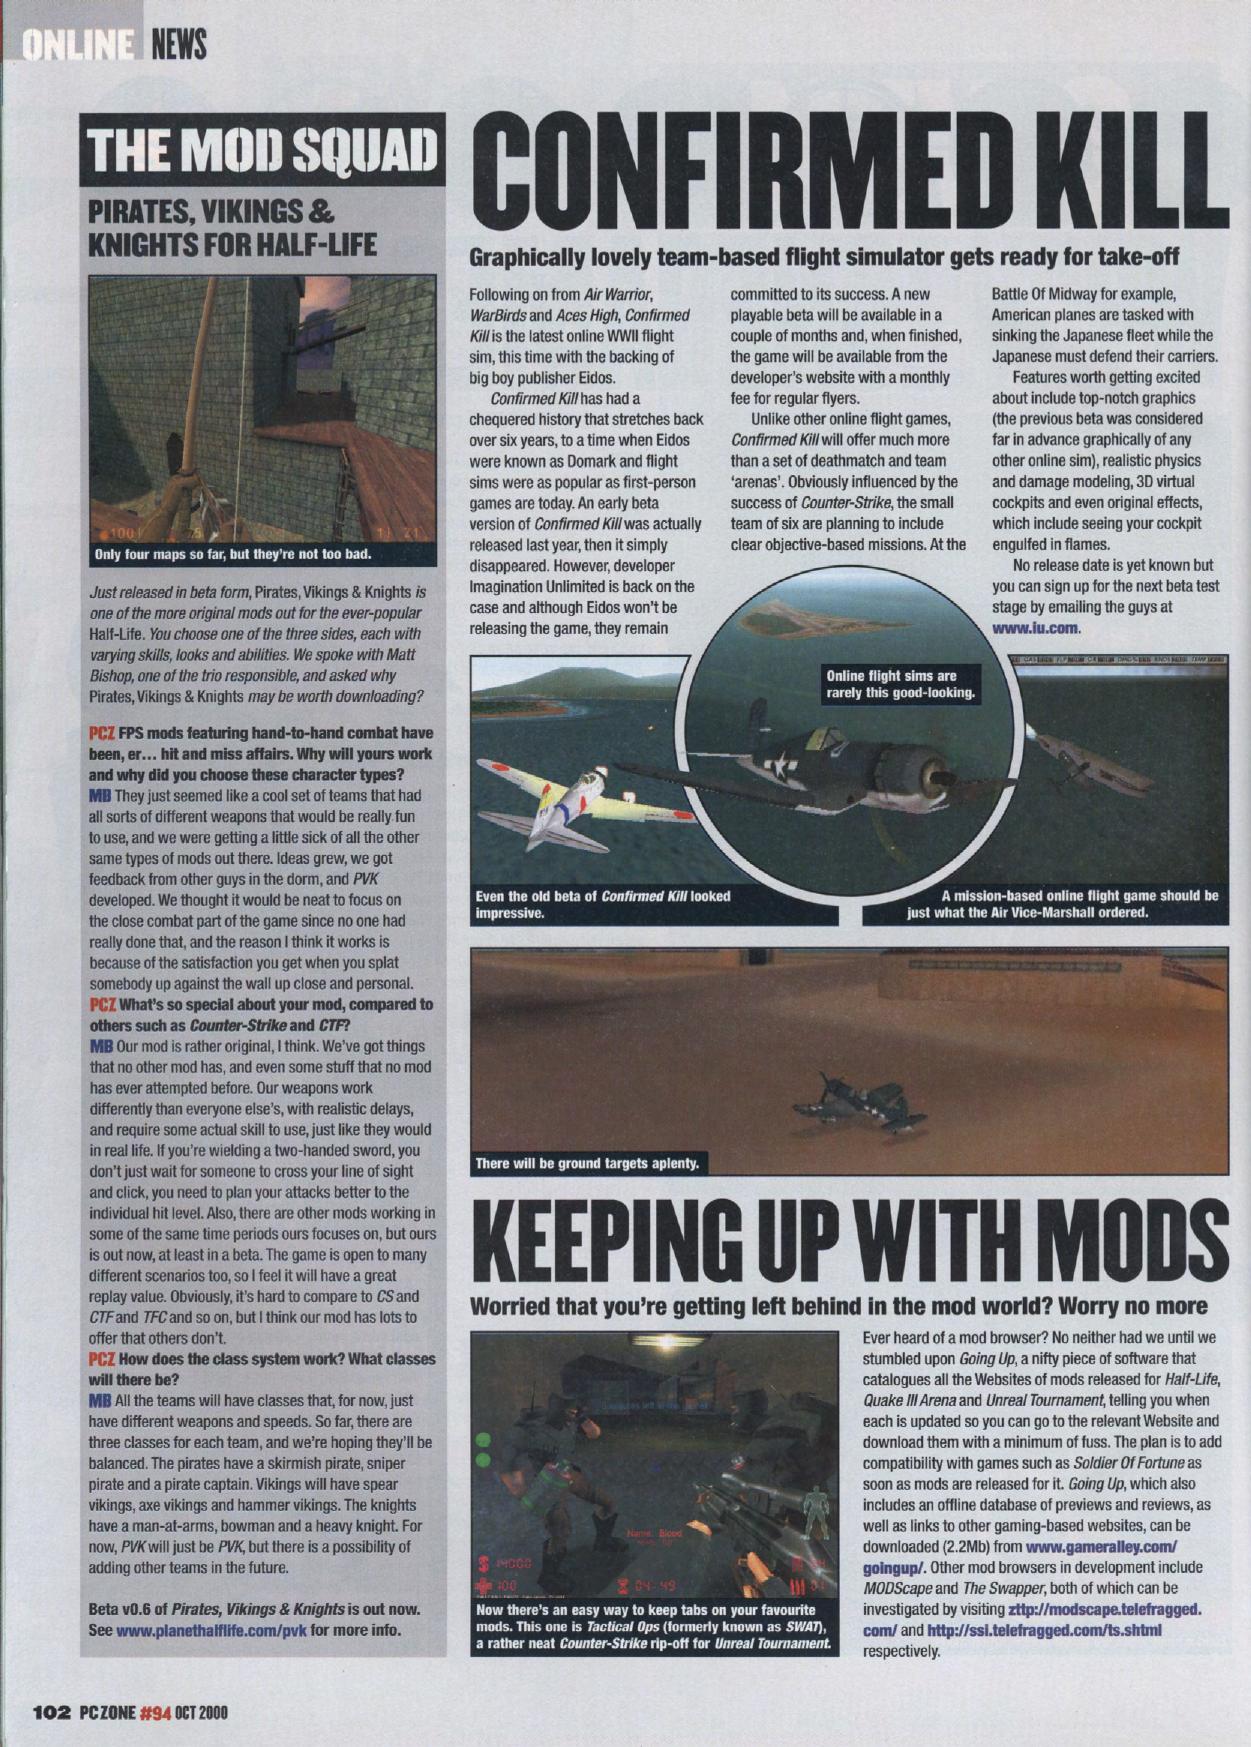 ONLINE NEWS
THE MOD SQUAD
PIRATES, VIKINGS &
KNIGHTS FOR HALF-LIFE
Only four maps so far, but they're not too bad.
Just released in beta form, Pirates, Vikings & Knights is
one of the more original mods out for the ever-popular
Half-Life. You choose one of the three sides, each with
varying skills, looks and abilities. We spoke with Matt
Bishop, one of the trio responsible, and asked why
Pirates, Vikings & Knights may be worth downloading?
PCZ FPS mods featuring hand-to-hand combat have
been, er... hit and miss affairs. Why will yours work
and why did you choose these character types?
MB They just seemed like a cool set of teams that had
all sorts of different weapons that would be really fun
to use, and we were getting a little sick of all the other
same types of mods out there. Ideas grew, we got
feedback from other guys in the dorm, and PVK
developed. We thought it would be neat to focus on
the close combat part of the game since no one had
really done that, and the reason I think it works is
because of the satisfaction you get when you splat
somebody up against the wall up close and personal.
PCZ What's so special about your mod, compared to
others such as Counter-Strike and CTF?
MB Our mod is rather original, I think. We've got things
that no other mod has, and even some stuff that no mod
has ever attempted before. Our weapons work
differently than everyone else's, with realistic delays,
and require some actual skill to use, just like they would
in real life. If you're wielding a two-handed sword, you
don't just wait for someone to cross your line of sight
and click, you need to plan your attacks better to the
individual hit level. Also, there are other mods working in
some of the same time periods ours focuses on, but ours
is out now, at least in a beta. The game is open to many
different scenarios too, so I feel it will have a great
replay value. Obviously, it's hard to compare to CS and
CTF and TFC and so on, but I think our mod has lots to
offer that others don't.
PCZ How does the class system work? What classes
will there be?
MB All the teams will have classes that, for now, just
have different weapons and speeds. So far, there are
three classes for each team, and we're hoping they'll be
balanced. The pirates have a skirmish pirate, sniper
pirate and a pirate captain. Vikings will have spear
vikings, axe vikings and hammer vikings. The knights
have a man-at-arms, bowman and a heavy knight. For
now, PVK will just be PVK, but there is a possibility of
adding other teams in the future.
Beta v0.6 of Pirates, Vikings & Knights is out now.
See www.planethalflife.com/pvk for more info.
CONFIRMED KILL
Graphically lovely team-based flight simulator gets ready for take-off
Following on from Air Warrior,
WarBirds and Aces High, Confirmed
Kill is the latest online WWII flight
sim, this time with the backing of
big boy publisher Eidos.
Confirmed Kill has had a
chequered history that stretches back
over six years, to a time when Eidos
were known as Domark and flight
sims were as popular as first-person
games are today. An early beta
version of Confirmed Kill was actually
released last year, then it simply
disappeared. However, developer
Imagination Unlimited is back on the
case and although Eidos won't be
releasing the game, they remain
committed to its success. A new
playable beta will be available in a
couple of months and, when finished,
the game will be available from the
developer's website with a monthly
fee for regular flyers.
Unlike other online flight games,
Confirmed Kill will offer much more
than a set of deathmatch and team
'arenas'. Obviously influenced by the
success of Counter-Strike, the small
team of six are planning to include
clear objective-based missions. At the
Battle Of Midway for example,
American planes are tasked with
sinking the Japanese fleet while the
Japanese must defend their carriers.
Features worth getting excited
about include top-notch graphics
(the previous beta was considered
far in advance graphically of any
other online sim), realistic physics
and damage modeling, 3D virtual
cockpits and even original effects,
which include seeing your cockpit
engulfed in flames.
No release date is yet known but
you can sign up for the next beta test
stage by emailing the guys at
www.iu.com.
Online flight sims are
rarely this good-looking.
Even the old beta of Confirmed Kill looked
impressive.
A mission-based online flight game should be
just what the Air Vice-Marshall ordered.
There will be ground targets aplenty.
KEEPING UP WITH MODS
Worried that you're getting left behind in the mod world? Worry no more
Name: Blood
100
04:49
Now there's an easy way to keep tabs on your favourite
mods. This one is Tactical Ops (formerly known as SWAT),
a rather neat Counter-Strike rip-off for Unreal Tournament.
Ever heard of a mod browser? No neither had we until we
stumbled upon Going Up, a nifty piece of software that
catalogues all the Websites of mods released for Half-Life,
Quake III Arena and Unreal Tournament, telling you when
each is updated so you can go to the relevant Website and
download them with a minimum of fuss. The plan is to add
compatibility with games such as Soldier Of Fortune as
soon as mods are released for it. Going Up, which also
includes an offline database of previews and reviews, as
well as links to other gaming-based websites, can be
downloaded (2.2Mb) from www.gameralley.com/
goingup/. Other mod browsers in development include
MODScape and The Swapper, both of which can be
investigated by visiting zttp://modscape.telefragged.
com/ and http://ssl.telefragged.com/ts.shtml
respectively.
102 PCZONE #94 OCT 2000